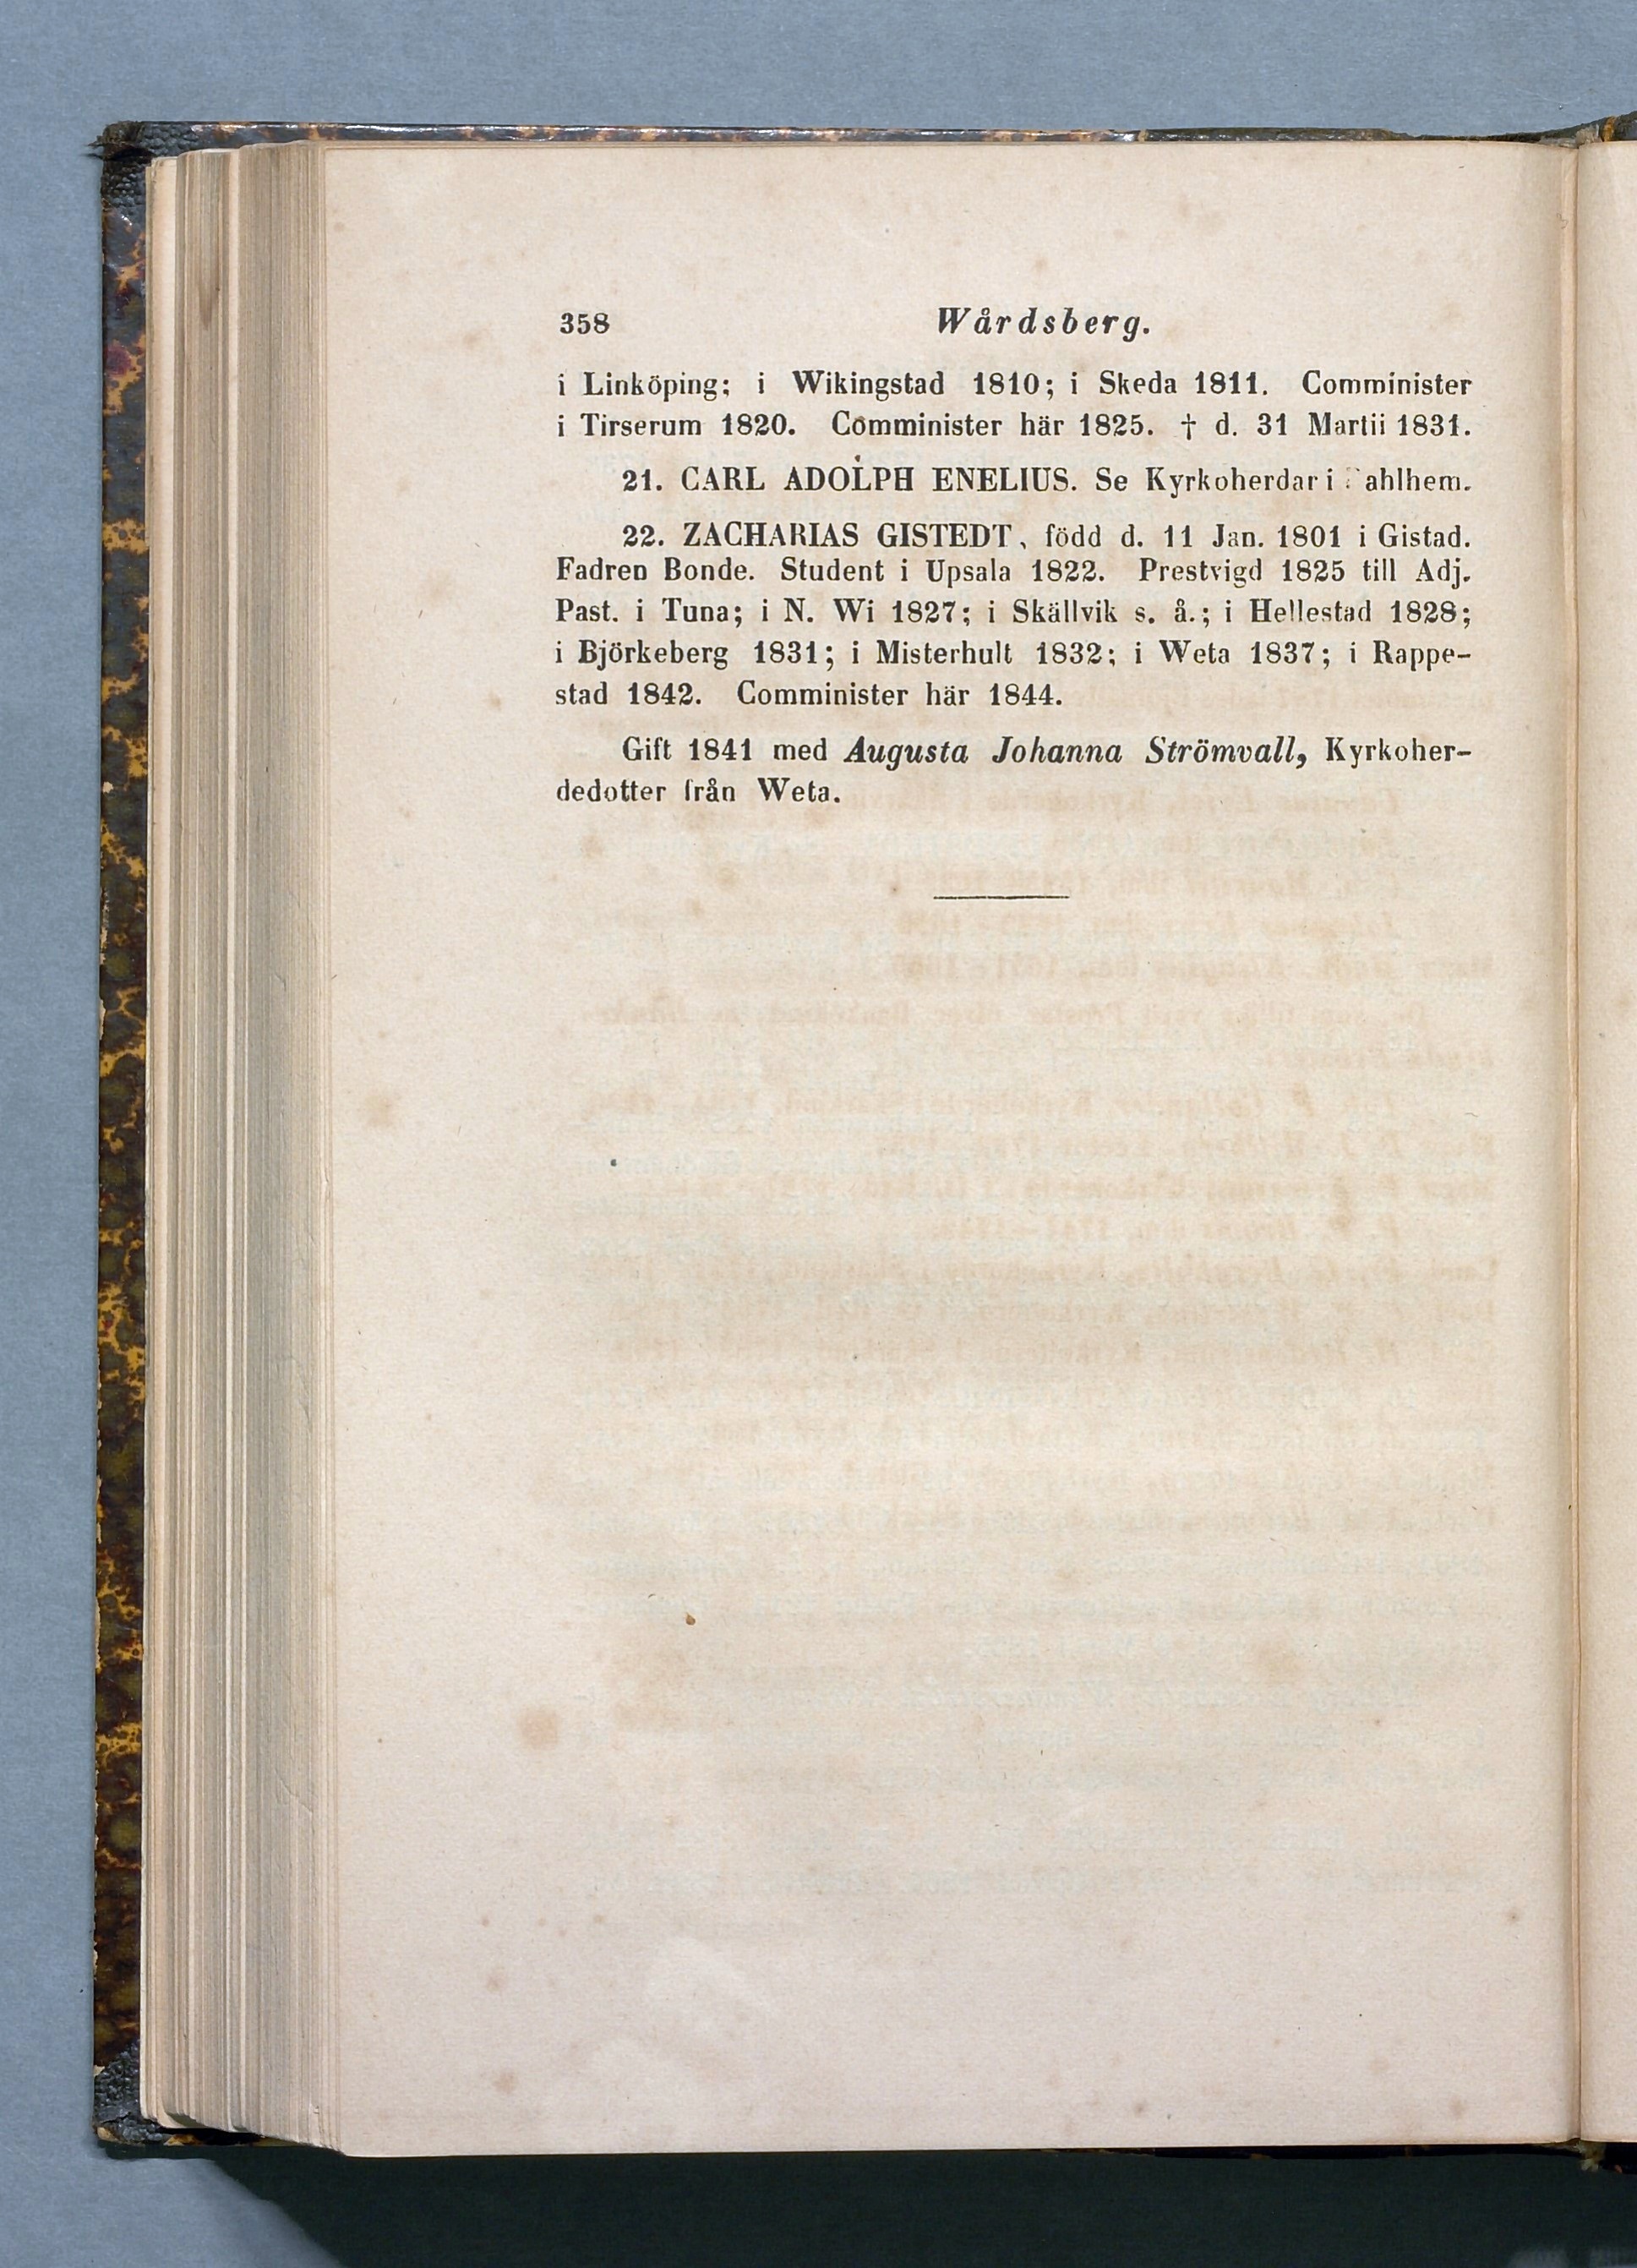 358 Wårdsberg.
i Linköping; i Wikingstad 1810; i Skeda 1811. Comminister
i Tirserum 1820. Comminister här 1825. † d. 31 Martii 1831.
21. CARL ADOLPH ENELIUS. Se Kyrkoherdar i ahlhem.
22. ZACHARIAS GISTEDT, född d. 11 Jan. 1801 i Gistad.
Fadren Bonde. Student i Upsala 1822. Prestvigd 1825 till Adj.
Past. i Tuna; i N. Wi 1827; i Skällvik s. å.; i Hellestad 1828;
i Björkeberg 1831; i Misterhult 1832; i Weta 1837; i Rappe-
stad 1842. Comminister här 1844.
Gift 1841 med Augusta Johanna Strömvall, Kyrkoher-
dedotter från Weta.